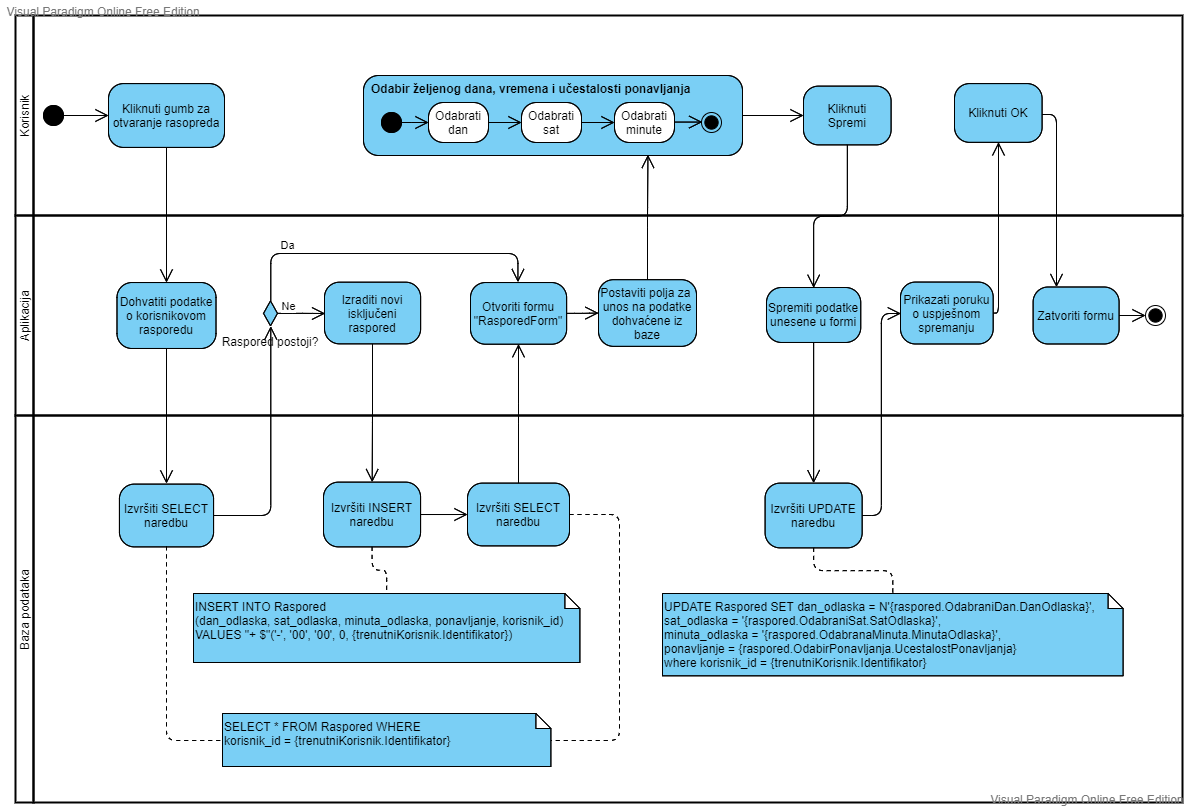 Visual Paradigm Online Free Edition
Korisnik
Kliknuti gumb za
otvaranje rasopreda
Odabir željenog dana, vremena i učestalosti ponavljanja
Odabrati
dan
Odabrati
sat
Odabrati
minute
Kliknuti
Spremi
Kliknuti OK
Aplikacija
Dohvatiti podatke
o korisnikovom
rasporedu
Da
Ne
Raspored postoji?
Izraditi novi
isključeni
raspored
Otvoriti formu
"RasporedForm"
Postaviti polja za
unos na podatke
dohvaćene iz
baze
Spremiti podatke
unesene u formi
Prikazati poruku
o uspješnom
spremanju
Zatvoriti formu
Baza podataka
Izvršiti SELECT
naredbu
Izvršiti INSERT
naredbu
Izvršiti SELECT
naredbu
Izvršiti UPDATE
naredbu
INSERT INTO Raspored
(dan_odlaska, sat_odlaska, minuta_odlaska, ponavljanje, korisnik_id)
VALUES "+ $"('-', '00', '00', 0, {trenutniKorisnik.Identifikator})
UPDATE Raspored SET dan_odlaska = N'{raspored.OdabraniDan.DanOdlaska}',
sat_odlaska = '{raspored.OdabraniSat.SatOdlaska}',
minuta_odlaska = '{raspored.OdabranaMinuta.MinutaOdlaska}',
ponavljanje = {raspored.OdabirPonavljanja.UcestalostPonavljanja}
where korisnik_id = {trenutniKorisnik.Identifikator}
SELECT * FROM Raspored WHERE
korisnik_id = {trenutniKorisnik.Identifikator}
Visual Paradigm Online Free Edition